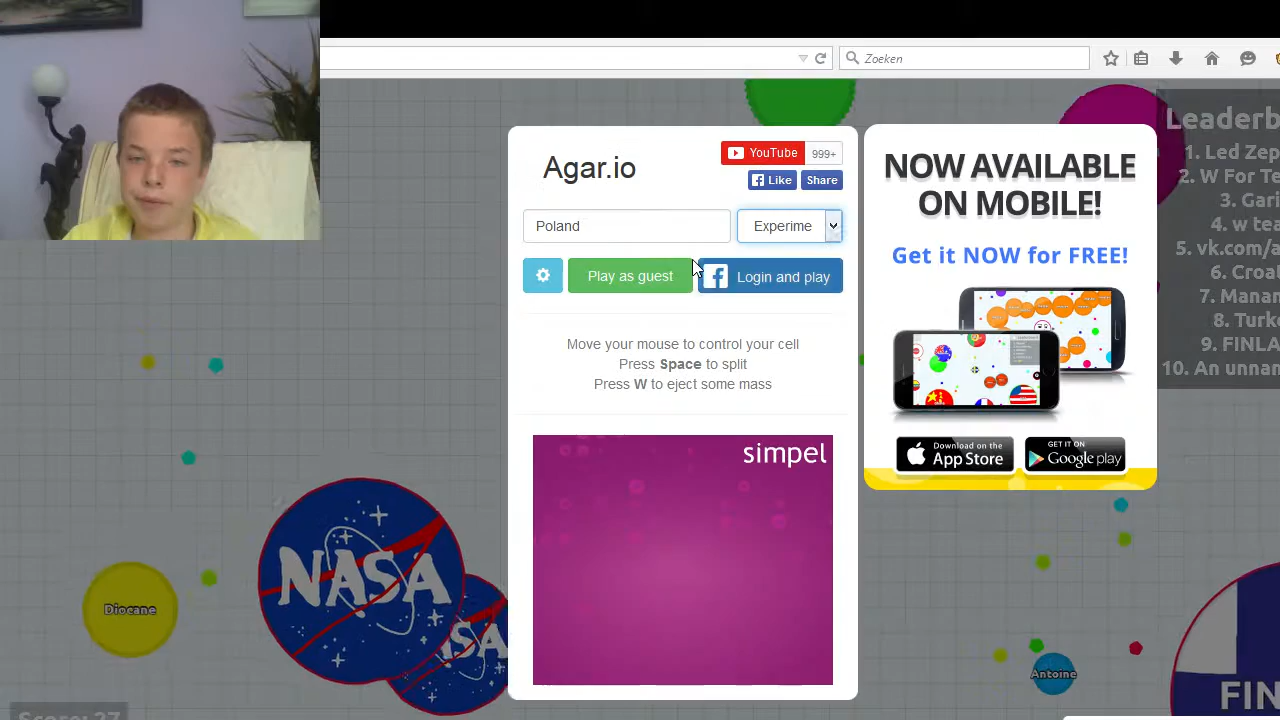 Zoeken
Agar.io
YouTube 999+
Like Share
Poland Experime
Play as guest Login and play
Move your mouse to control your cell
Press Space to split
Press W to eject some mass
simpel
NOW AVAILABLE
ON MOBILE!
Get it NOW for FREE!
Download on the
App Store
GET IT ON
Google play
Leaderb
1. Led Zep
2. W For Te
3. Gari
4. w tea
5. vk.com/a
6. Croa
7. Manan
8. Turke
9. FINLA
10. An unnam
NASA
Diocane
Antoine
FIN
Score: 27